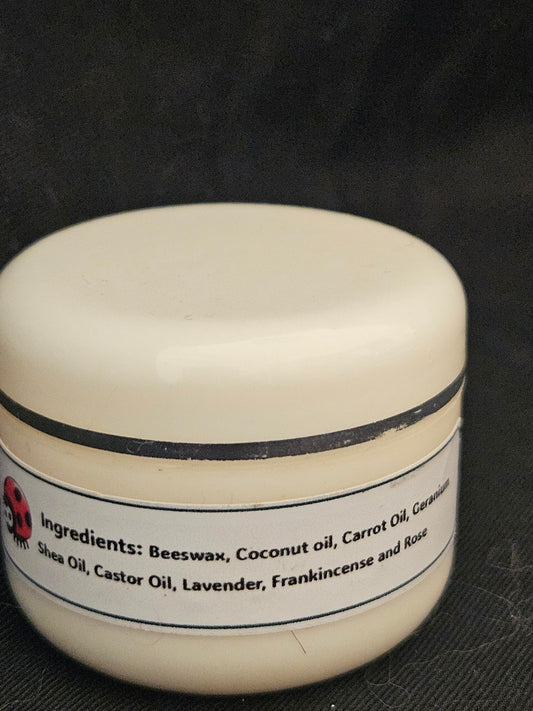 Ingredients: Beeswax, Coconut oil, Carrot Oil, Geranium
Shea Oil, Castor Oil, Lavender, Frankincense and Rose